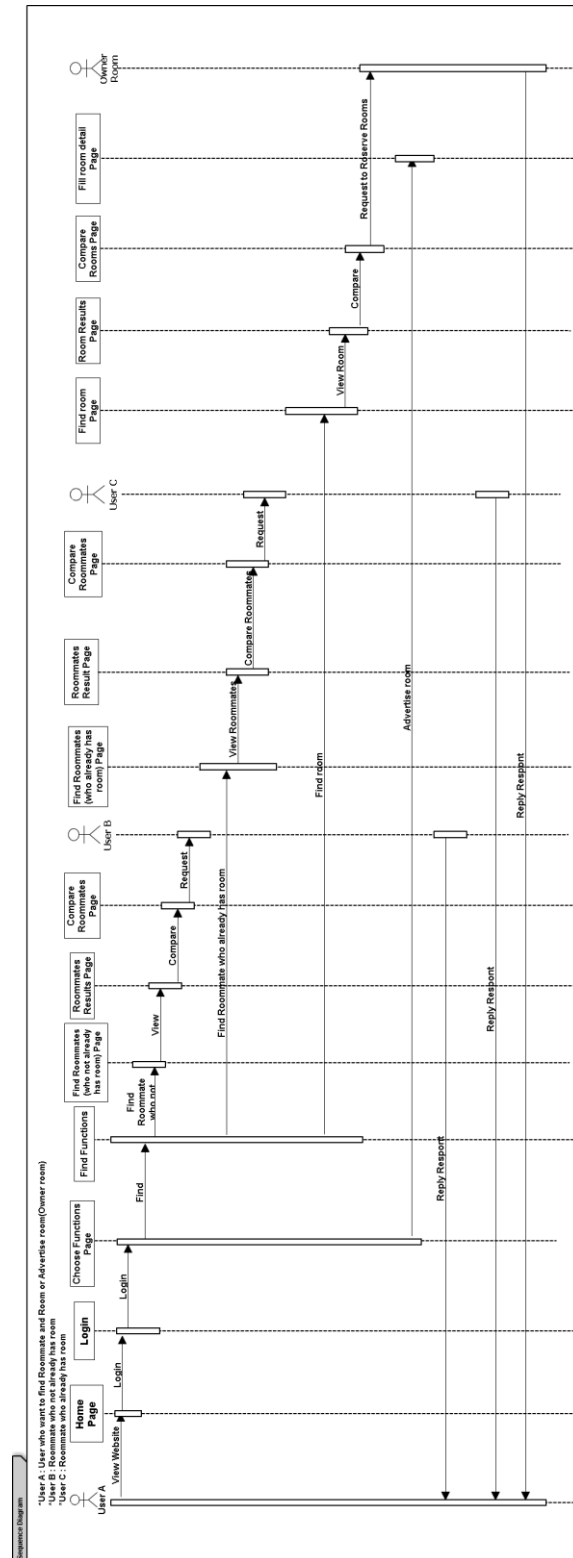 Sequence Diagram
*User A : User who want to find Roommate and Room or Advertise room(Owner room)
*User B : Roommate who not already has room
*User C : Roommate who already has room
User A
Home
Page
Login
Choose Functions
Page
Find Functions
Find Roommates
(who not already
has room) Page
Roommates
Results Page
Compare
Roommates
Page
User B
Find Roommates
(who already has
room) Page
Roommates
Result Page
Compare
Roommates
Page
User C
Find room
Page
Room Results
Page
Compare
Rooms Page
Fill room detail
Page
Owner
Room
View Website
Login
Login
Find
Find
Roommate
who not
View
Compare
Request
Find Roommate who already has room
View Roommates
Compare Roommates
Request
Find room
View Room
Compare
Request to Roserve Rooms
Advertise room
Reply Respont
Reply Respont
Reply Respont